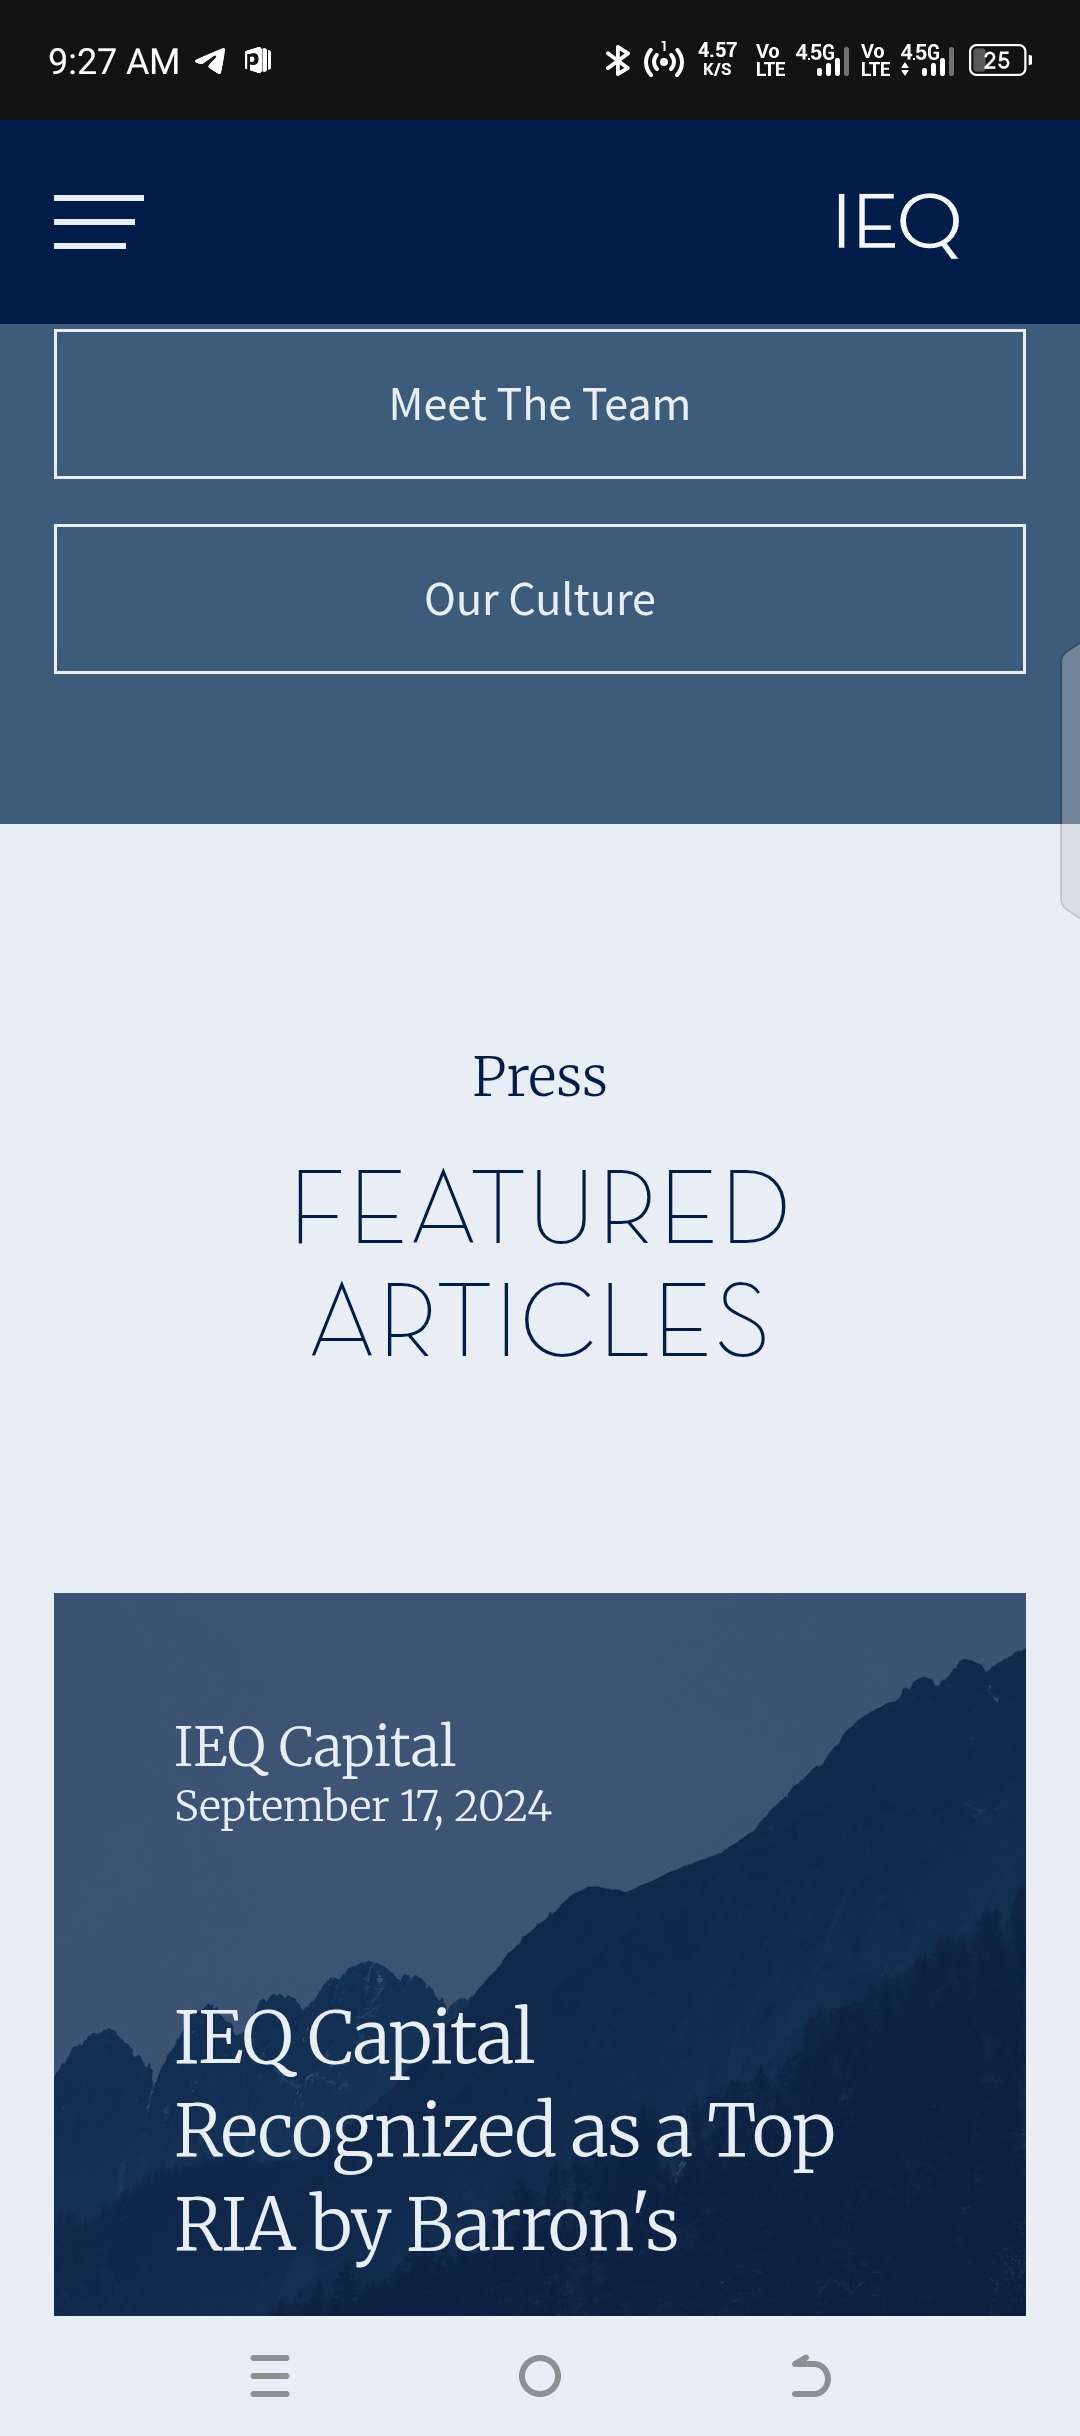 9:27 AM
1
4.57
K/S
Vo
LTE
4.5G
Vo
LTE
4.5G
25
IEQ
Meet The Team
Our Culture
Press
FEATURED
ARTICLES
IEQ Capital
September 17, 2024
IEQ Capital
Recognized as a Top
RIA by Barron's